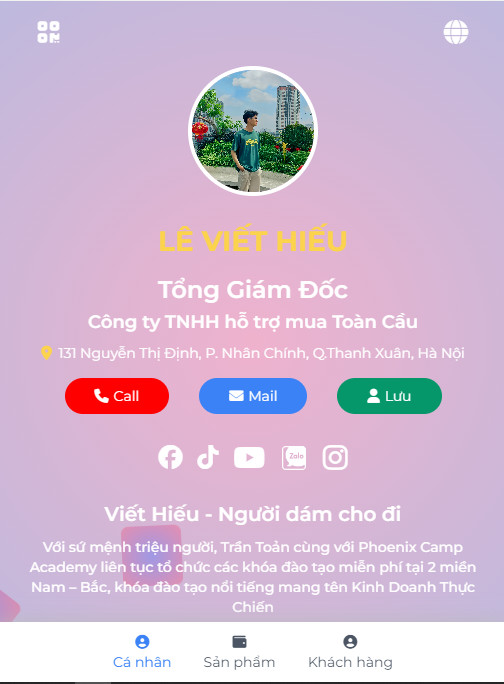 LÊ VIẾT HIẾU
Tổng Giám Đốc
Công ty TNHH hỗ trợ mua Toàn Cầu
131 Nguyễn Thị Định, P. Nhân Chính, Q.Thanh Xuân, Hà Nội
Call Mail Lưu
Zalo
Viết Hiếu - Người dám cho đi
Với sứ mệnh triệu người, Trần Toản cùng với Phoenix Camp
Academy liên tục tổ chức các khóa đào tạo miễn phí tại 2 miền
Nam – Bắc, khóa đào tạo nổi tiếng mang tên Kinh Doanh Thực
Chiến
Cá nhân Sản phẩm Khách hàng